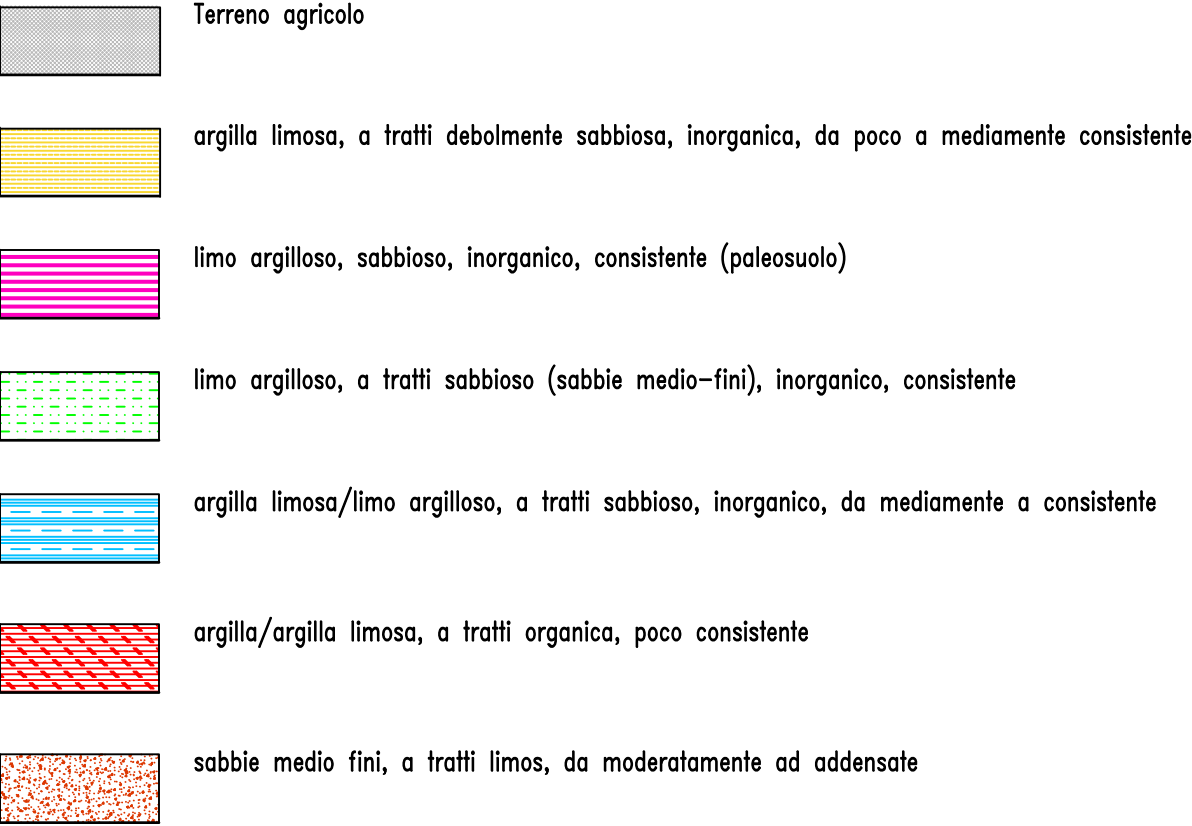 Terreno agricolo
argilla limosa, a tratti debolmente sabbiosa, inorganica, da poco a mediamente consistente
limo argilloso, sabbioso, inorganico, consistente (paleosuolo)
limo argilloso, a tratti sabbioso (sabbie medio-fini), inorganico, consistente
argilla limosa/limo argilloso, a tratti sabbioso, inorganico, da mediamente a consistente
argilla/argilla limosa, a tratti organica, poco consistente
sabbie medio fini, a tratti limos, da moderatamente ad addensate